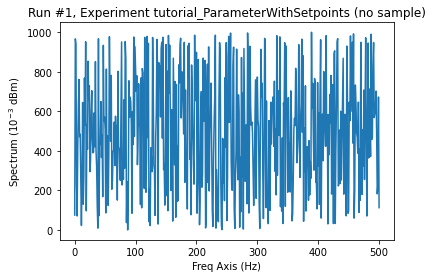 Run #1, Experiment tutorial_ParameterWithSetpoints (no sample)
1000
800
600
400
200
0
Spectrum (10⁻³ dBm)
0 100 200 300 400 500
Freq Axis (Hz)